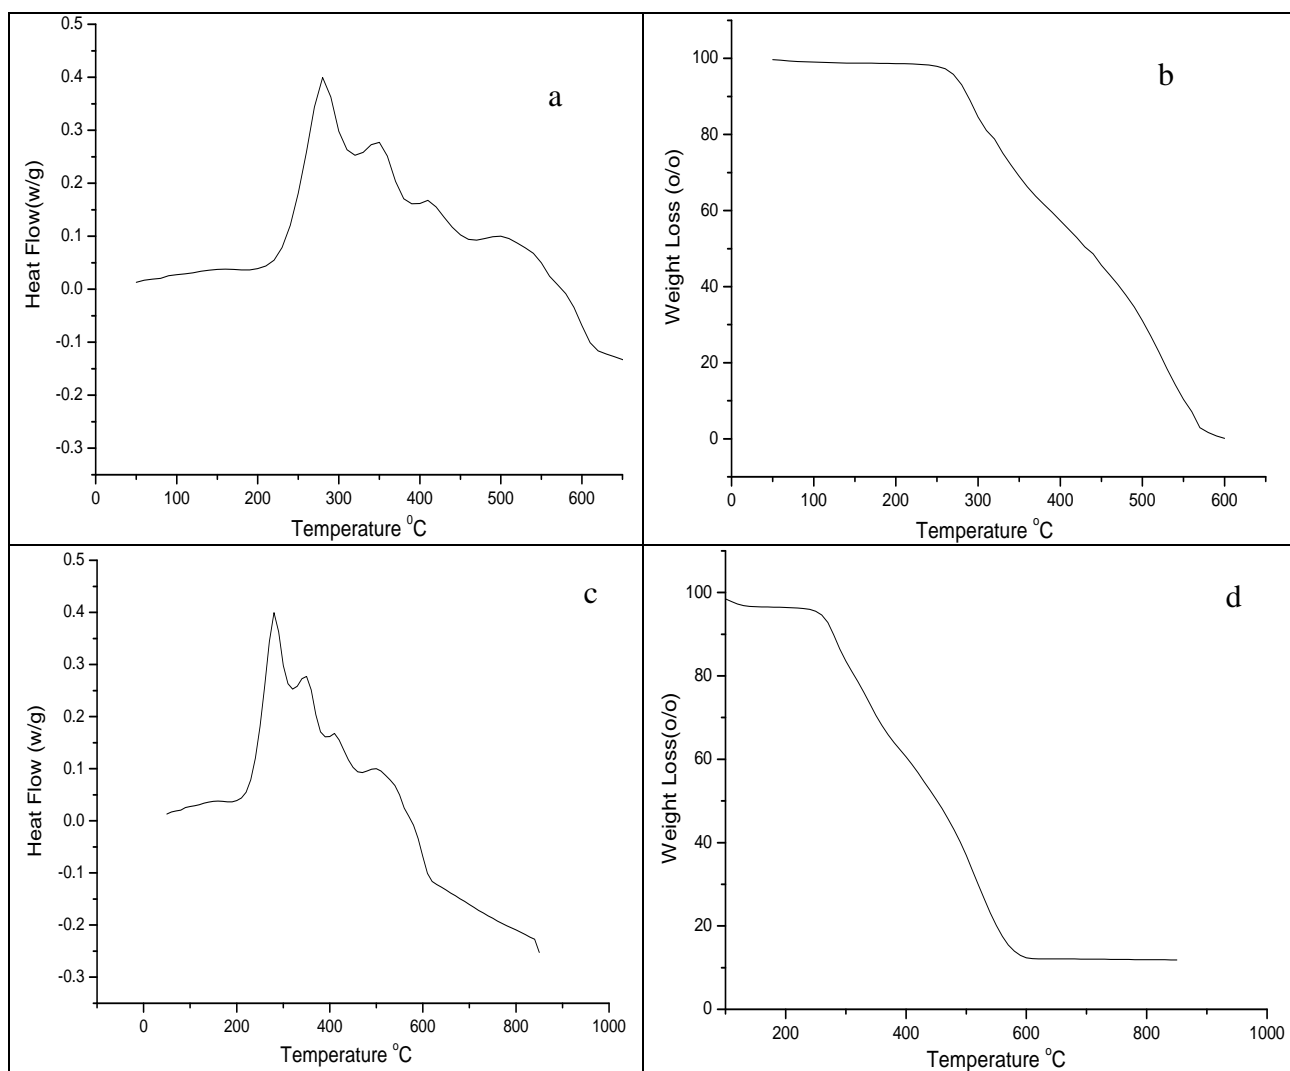 a
0.5
0.4
0.3
0.2
0.1
0.0
-0.1
-0.2
-0.3
Heat Flow(w/g)
0 100 200 300 400 500 600
Temperature ⁰C
b
100
80
60
40
20
0
Weight Loss (o/o)
0 100 200 300 400 500 600
Temperature ⁰C
c
0.5
0.4
0.3
0.2
0.1
0.0
-0.1
-0.2
-0.3
Heat Flow (w/g)
0 200 400 600 800 1000
Temperature ⁰C
d
100
80
60
40
20
0
Weight Loss(o/o)
200 400 600 800 1000
Temperature ⁰C